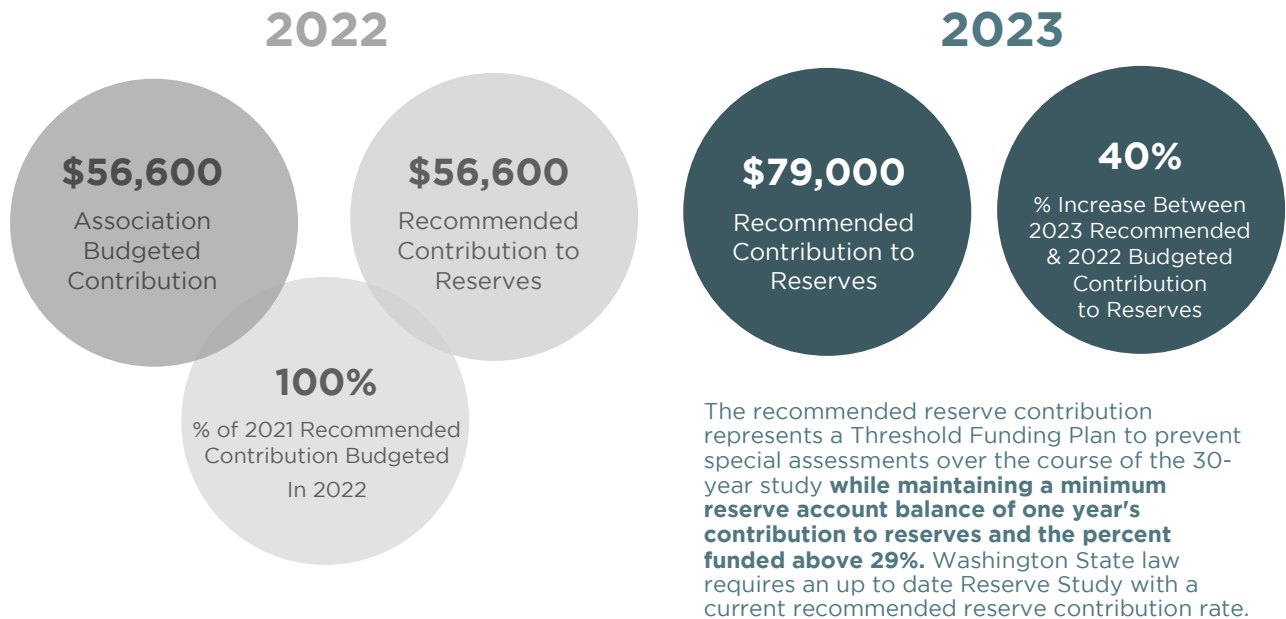 2022
$56,600
Association
Budgeted
Contribution
$56,600
Recommended
Contribution to
Reserves
100%
% of 2021 Recommended
Contribution Budgeted
In 2022
2023
$79,000
Recommended
Contribution to
Reserves
40%
% Increase Between
2023 Recommended
& 2022 Budgeted
Contribution
to Reserves
The recommended reserve contribution
represents a Threshold Funding Plan to prevent
special assessments over the course of the 30-
year study while maintaining a minimum
reserve account balance of one year's
contribution to reserves and the percent
funded above 29%. Washington State law
requires an up to date Reserve Study with a
current recommended reserve contribution rate.